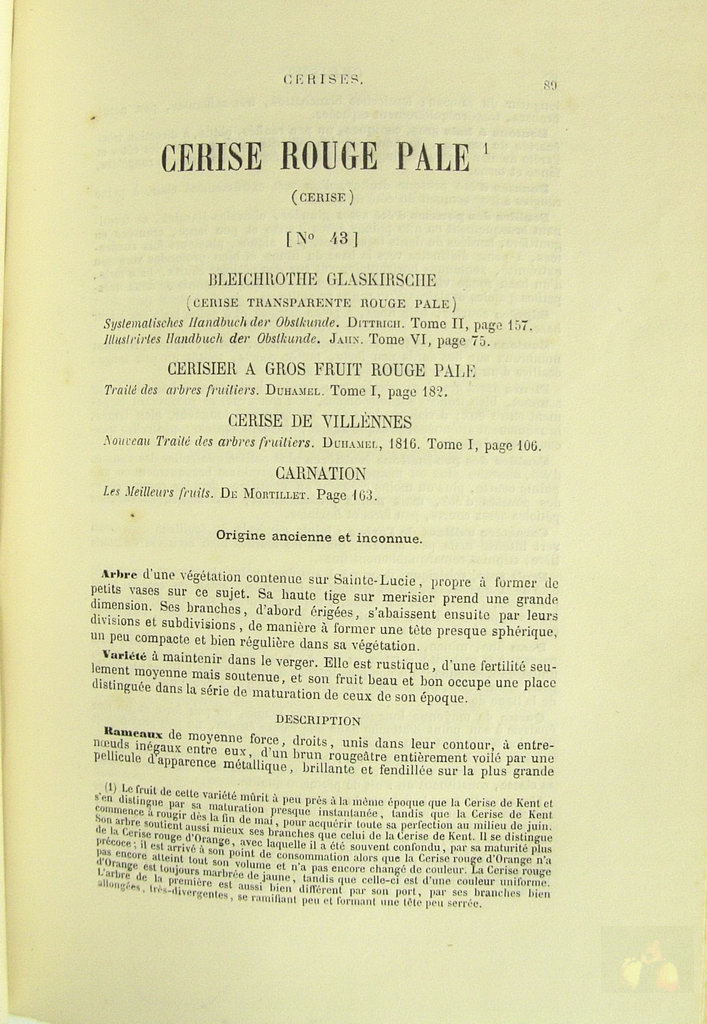 CERISES.
89
CERISE ROUGE PALE 1
(CERISE)
[N° 43]
BLEICHROTHE GLASKIRSCHE
(CERISE TRANSPARENTE ROUGE PALE)
Systematisches Handbuch der Obstkunde. DITTRICH. Tome II, page 157.
Illustrirtes Handbuch der Obstkunde. JAHN. Tome VI, page 75.
CERISIER A GROS FRUIT ROUGE PALE
Traité des arbres fruitiers. DUHAMEL. Tome I, page 182.
CERISE DE VILLÈNNES
Nouveau Traité des arbres fruitiers. DUHAMEL, 1816. Tome I, page 106.
CARNATION
Les Meilleurs fruits. DE MORTILLET. Page 163.
Origine ancienne et inconnue.
Arbre d'une végétation contenue sur Sainte-Lucie, propre à former de
petits vases sur ce sujet. Sa haute tige sur merisier prend une grande
dimension. Ses branches, d'abord érigées, s'abaissent ensuite par leurs
divisions et subdivisions, de manière à former une tête presque sphérique,
un peu compacte et bien régulière dans sa végétation.
Variété à maintenir dans le verger. Elle est rustique, d'une fertilité seu-
lement moyenne mais soutenue, et son fruit beau et bon occupe une place
distinguée dans la série de maturation de ceux de son époque.
DESCRIPTION
Rameaux de moyenne force, droits, unis dans leur contour, à entre-
nœuds inégaux entre eux, d'un brun rougeâtre entièrement voilé par une
pellicule d'apparence métallique, brillante et fendillée sur la plus grande
(1) Le fruit de cette variété mûrit à peu près à la même époque que la Cerise de Kent et
s'en distingue par sa maturation presque instantanée, tandis que la Cerise de Kent
commence à rougir dès la fin de mai, pour acquérir toute sa perfection au milieu de juin.
Son arbre soutient aussi mieux ses branches que celui de la Cerise de Kent. Il se distingue
de la Cerise rouge d'Orange, avec laquelle il a été souvent confondu, par sa maturité plus
précoce; il est arrivé à son point de consommation alors que la Cerise rouge d'Orange n'a
pas encore atteint tout son volume et n'a pas encore changé de couleur. La Cerise rouge
d'Orange est toujours marbrée de jaune, tandis que celle-ci est d'une couleur uniforme.
L'arbre de la première est aussi bien différent par son port, par ses branches bien
allongées, très-divergentes, se ramifiant peu et formant une tête peu serrée.